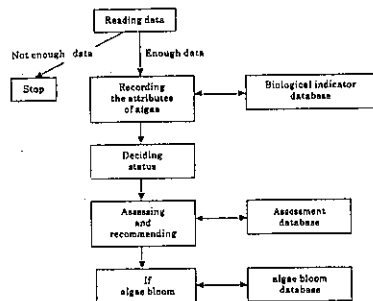 Reading data
Not enough data
Enough data
Stop
Recording
the attributes
of algae
Biological indicator
database
Deciding
status
Assessing
and
recommending
Assessment
database
If
algae bloom
algae bloom
database